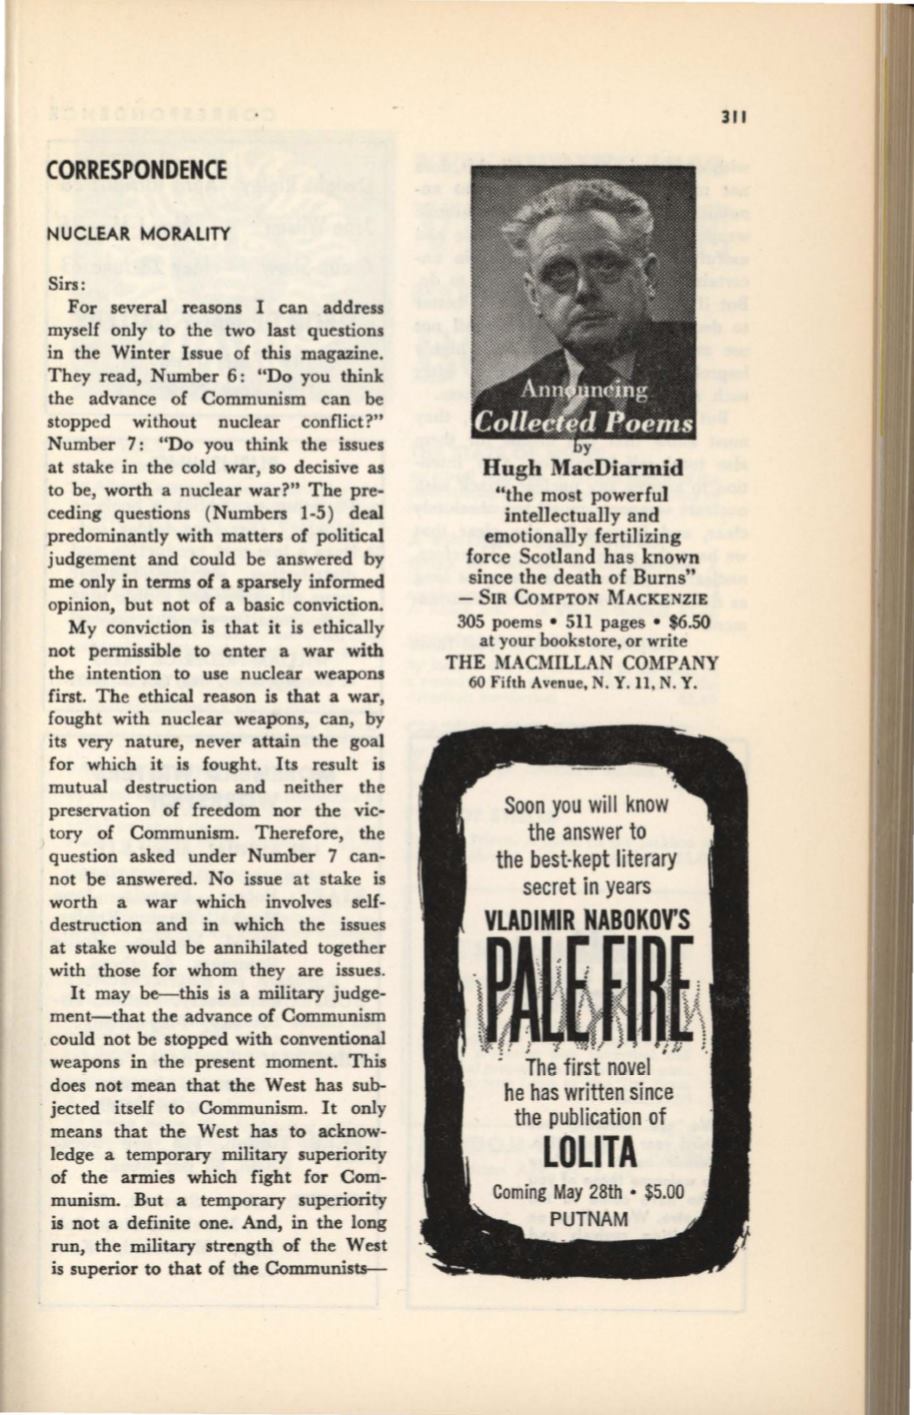 311
CORRESPONDENCE
NUCLEAR MORALITY
Sirs:
For several reasons I can address
myself only to the two last questions
in the Winter Issue of this magazine.
They read, Number 6: “Do you think
the advance of Communism can be
stopped without nuclear conflict?”
Number 7: “Do you think the issues
at stake in the cold war, so decisive as
to be, worth a nuclear war?” The pre-
ceding questions (Numbers 1-5) deal
predominantly with matters of political
judgement and could be answered by
me only in terms of a sparsely informed
opinion, but not of a basic conviction.
My conviction is that it is ethically
not permissible to enter a war with
the intention to use nuclear weapons
first. The ethical reason is that a war,
fought with nuclear weapons, can, by
its very nature, never attain the goal
for which it is fought. Its result is
mutual destruction and neither the
preservation of freedom nor the vic-
tory of Communism. Therefore, the
question asked under Number 7 can-
not be answered. No issue at stake is
worth a war which involves self-
destruction and in which the issues
at stake would be annihilated together
with those for whom they are issues.
It may be—this is a military judge-
ment—that the advance of Communism
could not be stopped with conventional
weapons in the present moment. This
does not mean that the West has sub-
jected itself to Communism. It only
means that the West has to acknow-
ledge a temporary military superiority
of the armies which fight for Com-
munism. But a temporary superiority
is not a definite one. And, in the long
run, the military strength of the West
is superior to that of the Communists—
Announcing
Collected Poems
by
Hugh MacDiarmid
“the most powerful
intellectually and
emotionally fertilizing
force Scotland has known
since the death of Burns”
— SIR COMPTON MACKENZIE
305 poems • 511 pages • $6.50
at your bookstore, or write
THE MACMILLAN COMPANY
60 Fifth Avenue, N. Y. 11, N. Y.
Soon you will know
the answer to
the best-kept literary
secret in years
VLADIMIR NABOKOV'S
PALE FIRE
The first novel
he has written since
the publication of
LOLITA
Coming May 28th • $5.00
PUTNAM